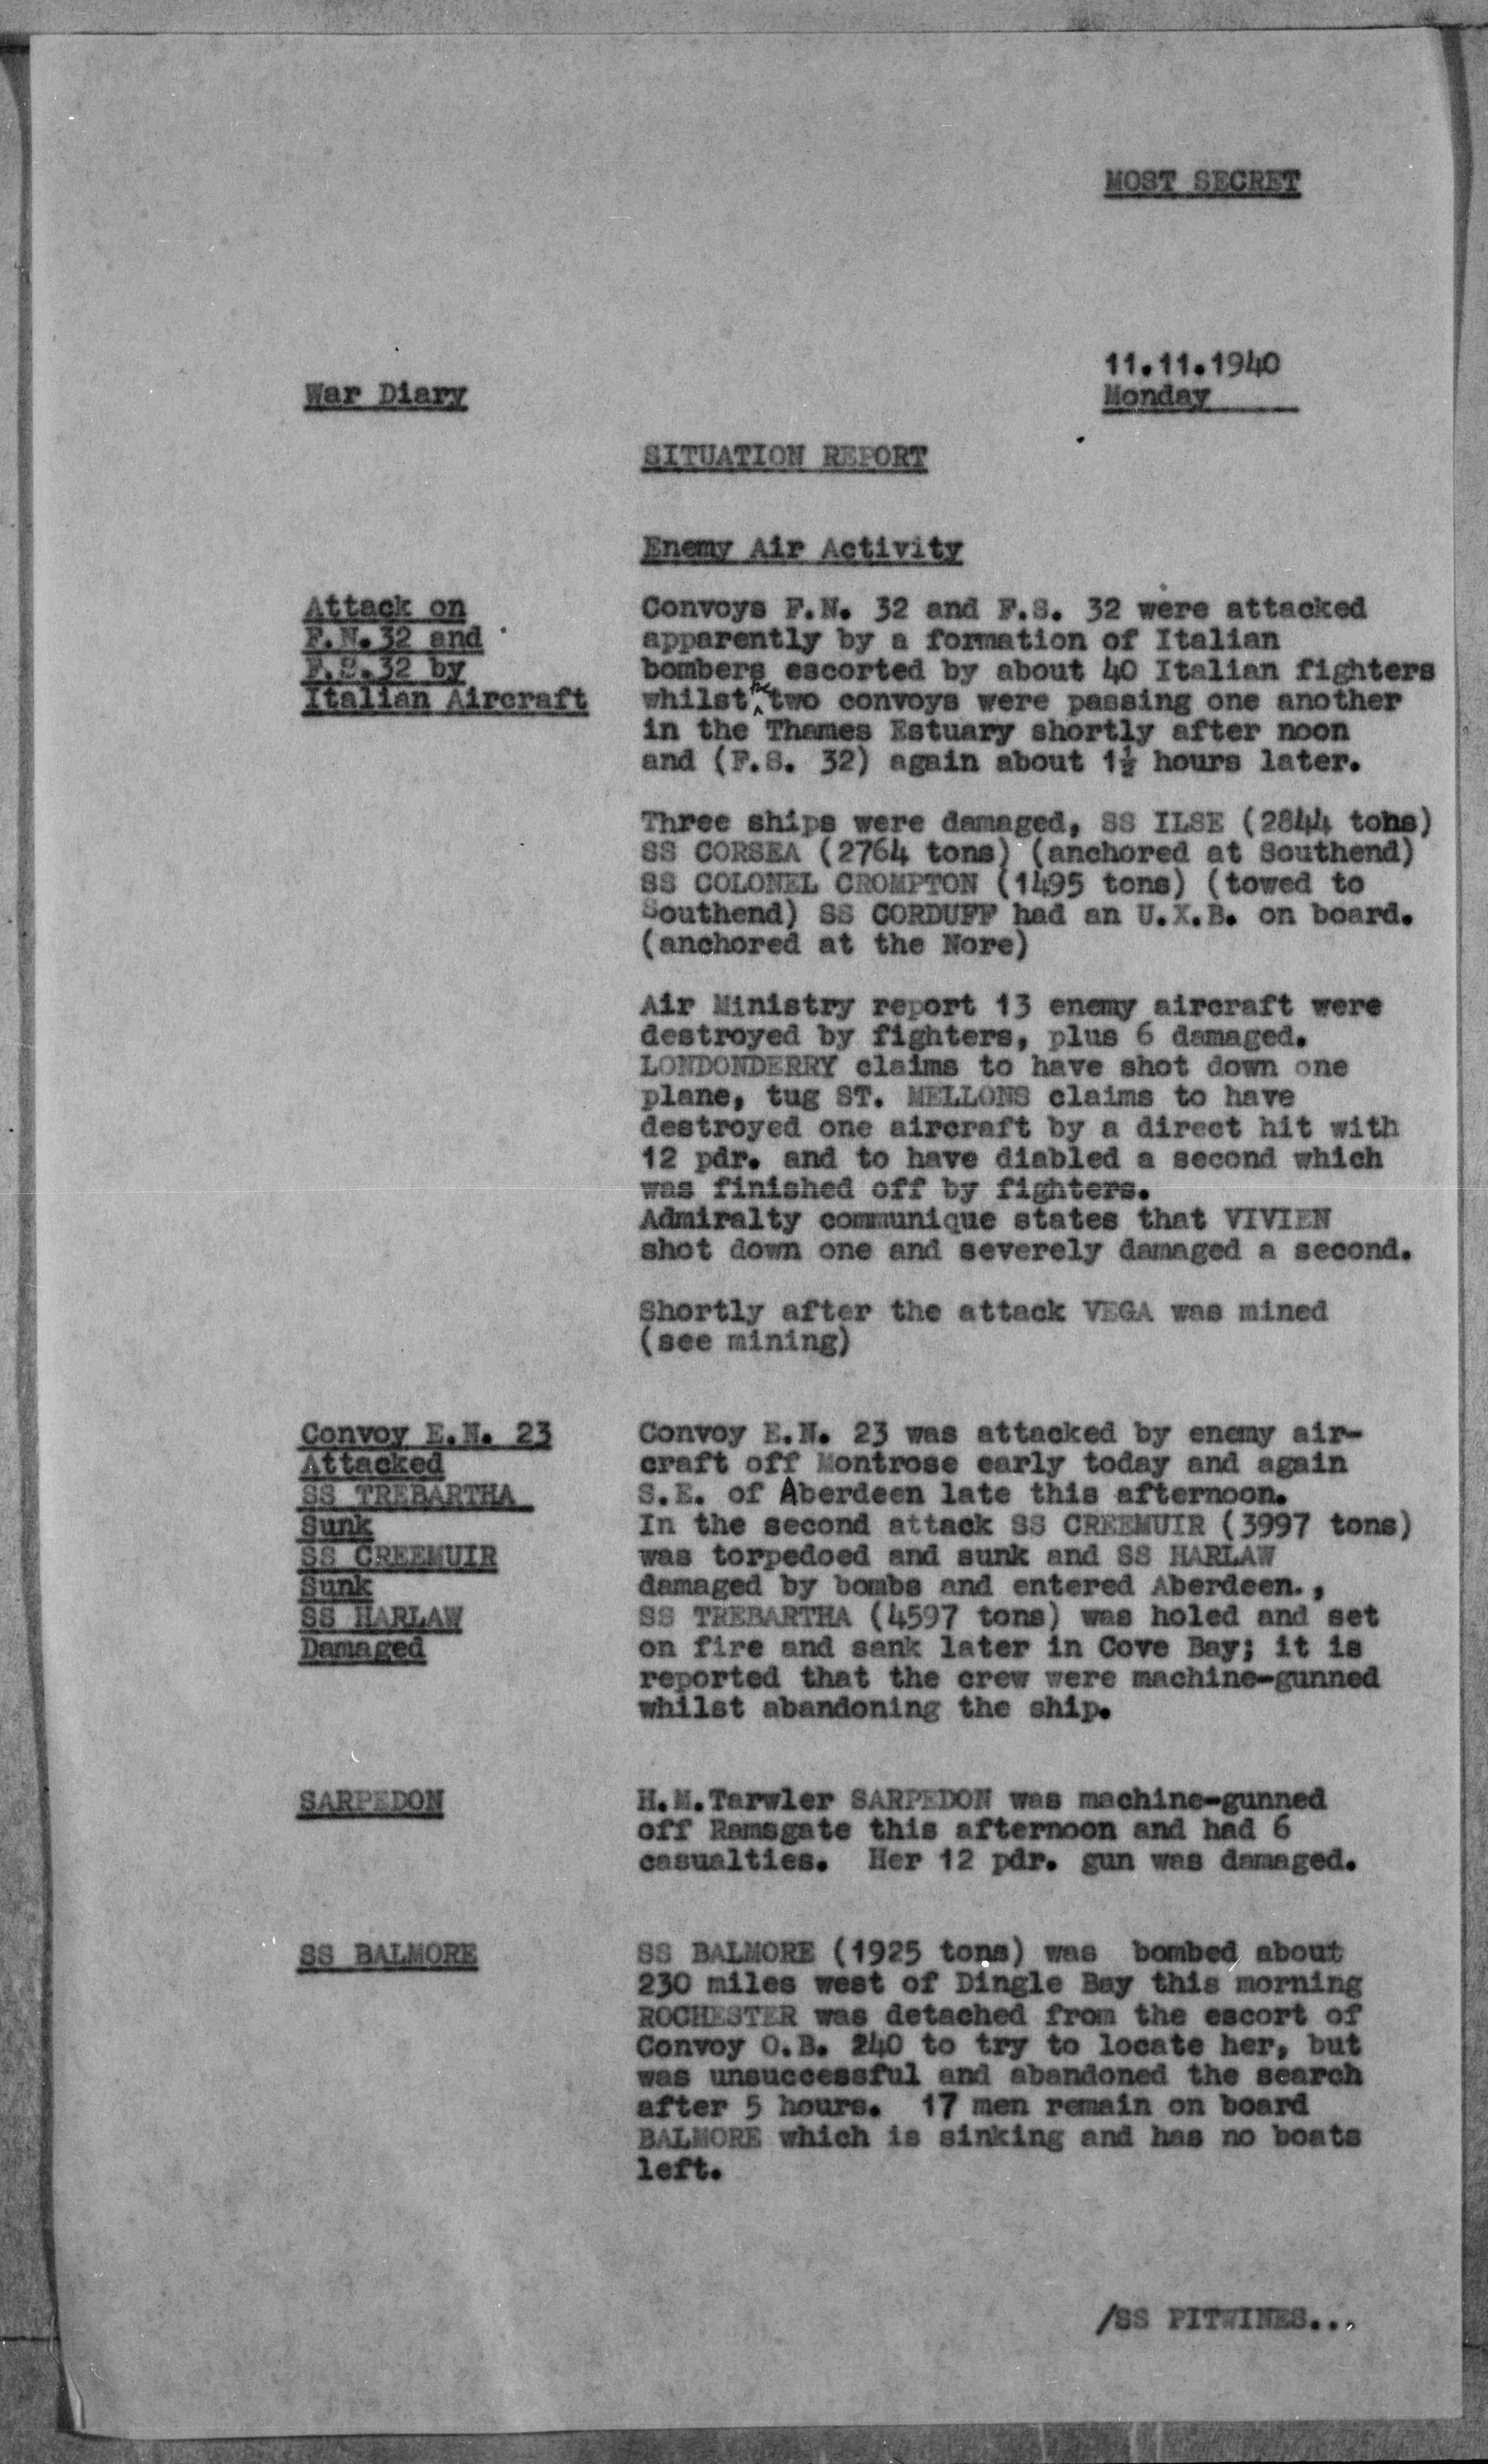 MOST SECRET
11.11.1940
War Diary
Monday
SITUATION REPORT
Enemy Air Activity
Attack on
F.N.32 and
F.S.32 by
Italian Aircraft
Convoys F.N. 32 and F.S. 32 were attacked
apparently by a formation of Italian
bombers escorted by about 40 Italian fighters
whilst the two convoys were passing one another
in the Thames Estuary shortly after noon
and (F.S. 32) again about 1½ hours later.
Three ships were damaged, SS ILSE (2844 tohs)
SS CORSEA (2764 tons) (anchored at Southend)
SS COLONEL CROMPTON (1495 tons) (towed to
Southend) SS CORDUFF had an U.X.B. on board.
(anchored at the Nore)
Air Ministry report 13 enemy aircraft were
destroyed by fighters, plus 6 damaged.
LONDONDERRY claims to have shot down one
plane, tug ST. MELLONS claims to have
destroyed one aircraft by a direct hit with
12 pdr. and to have diabled a second which
was finished off by fighters.
Admiralty communique states that VIVIEN
shot down one and severely damaged a second.
Shortly after the attack VEGA was mined
(see mining)
Convoy E.N. 23
Attacked
SS TREBARTHA
Sunk
SS CREEMUIR
Sunk
SS HARLAW
Damaged
Convoy E.N. 23 was attacked by enemy air-
craft off Montrose early today and again
S.E. of Aberdeen late this afternoon.
In the second attack SS CREEMUIR (3997 tons)
was torpedoed and sunk and SS HARLAW
damaged by bombs and entered Aberdeen.,
SS TREBARTHA (4597 tons) was holed and set
on fire and sank later in Cove Bay; it is
reported that the crew were machine-gunned
whilst abandoning the ship.
SARPEDON
H.M.Tarwler SARPEDON was machine-gunned
off Ramsgate this afternoon and had 6
casualties. Her 12 pdr. gun was damaged.
SS BALMORE
SS BALMORE (1925 tons) was bombed about
230 miles west of Dingle Bay this morning
ROCHESTER was detached from the escort of
Convoy O.B. 240 to try to locate her, but
was unsuccessful and abandoned the search
after 5 hours. 17 men remain on board
BALMORE which is sinking and has no boats
left.
/SS PITWINES...